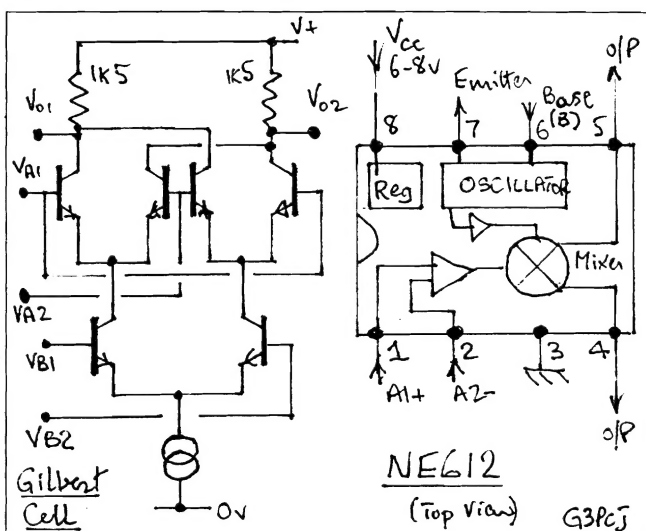 V+
1K5
1K5
Vo1
Vo2
VA1
VA2
VB1
VB2
0v
Gilbert
Cell
Vcc
6-8v
Emitter
Base
(B)
O/P
8
7
6
5
Reg
OSCILLATOR
Mixer
1
2
3
4
A1+
A2-
O/P
NE612
(Top View)
G3PCJ